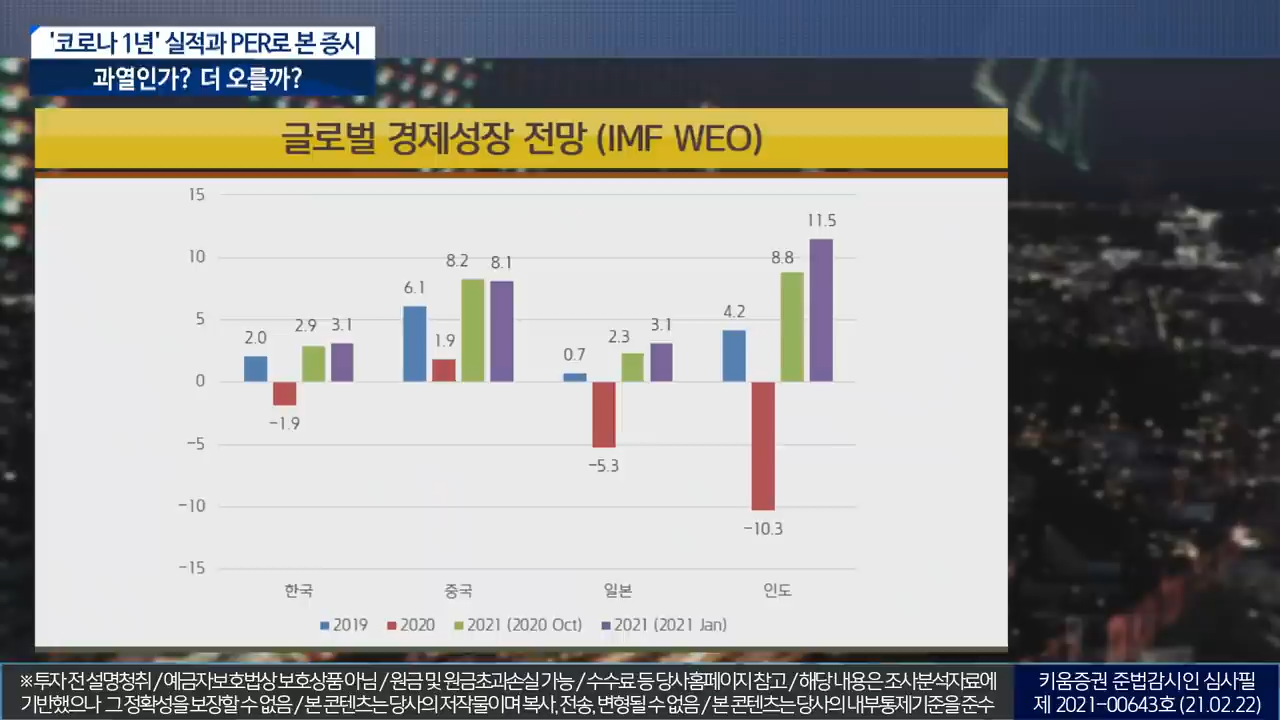 '코로나 1년' 실적과 PER로 본 증시
과열인가? 더 오를까?
글로벌 경제성장 전망 (IMF WEO)
15
10
5
0
-5
-10
-15
2.0
-1.9
2.9
3.1
6.1
1.9
8.2
8.1
0.7
-5.3
2.3
3.1
4.2
-10.3
8.8
11.5
한국 중국 일본 인도
2019 2020 2021 (2020 Oct) 2021 (2021 Jan)
※ 투자 전 설명청취 / 예금자보호법상 보호상품 아님 / 원금 및 원금초과손실 가능 / 수수료 등 당사홈페이지 참고 / 해당 내용은 조사분석자료에
기반했으나 그 정확성을 보장할 수 없음 / 본 콘텐츠는 당사의 저작물이며 복사, 전송, 변형될 수 없음 / 본 콘텐츠는 당사의 내부통제기준을 준수
키움증권 준법감시인 심사필
제 2021-00643호 (21.02.22)